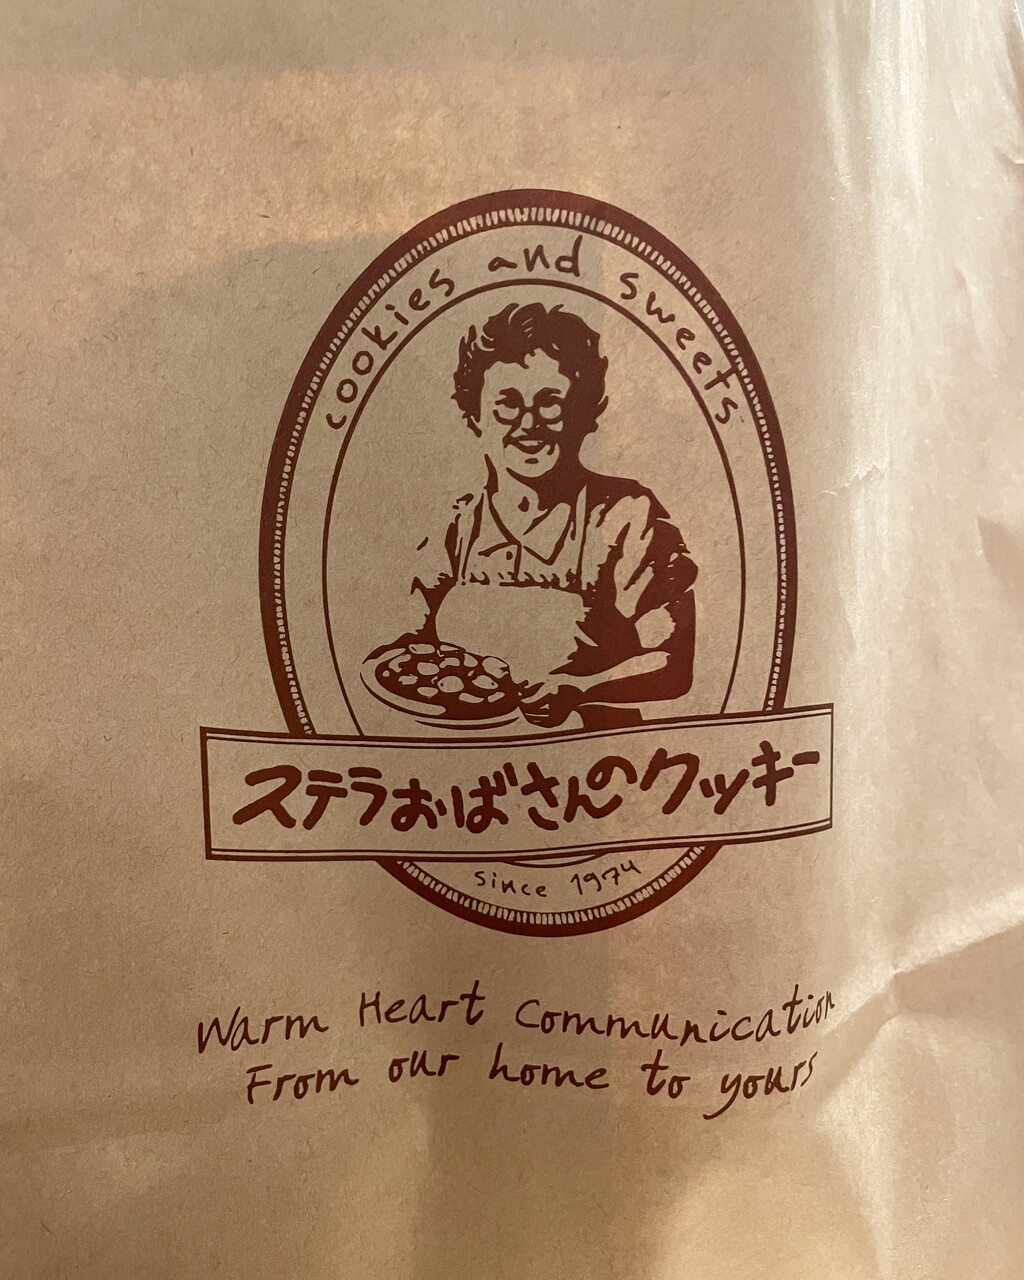 cookies and sweets
ステラおばさんのクッキー
since 1974
Warm Heart Communication
From our home to yours